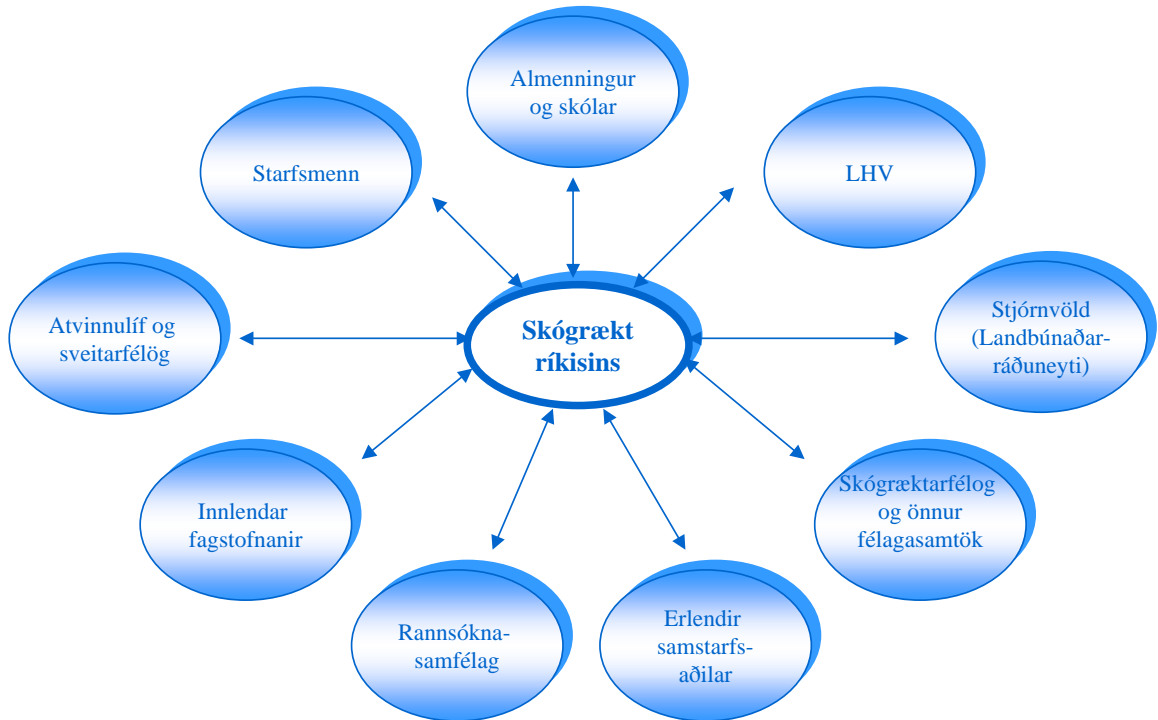 Almenningur
og skólar
Starfsmenn
LHV
Atvinnulíf og
sveitarfélög
Skógrækt
ríkisins
Stjórnvöld
(Landbúnaðar-
ráðuneyti)
Innlendar
fagstofnanir
Skógræktarfélog
og önnur
félagasamtök
Rannsókna-
samfélag
Erlendir
samstarfs-
aðilar